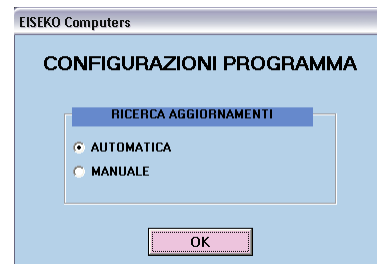 EISEKO Computers
CONFIGURAZIONI PROGRAMMA
RICERCA AGGIORNAMENTI
AUTOMATICA
MANUALE
OK